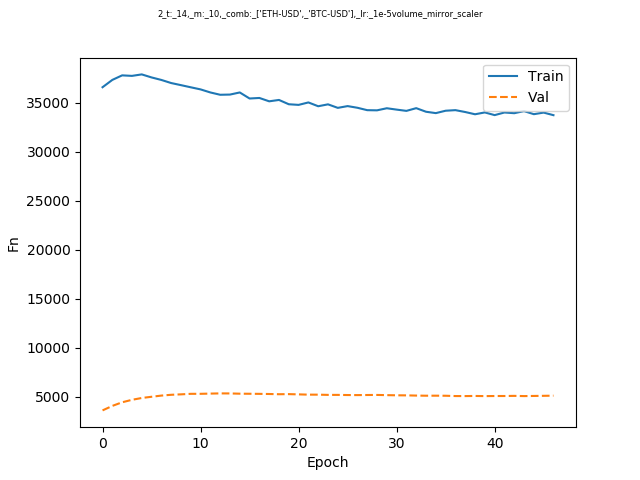 2_t:_14,_m:_10,_comb:_['ETH-USD',_'BTC-USD'],_lr:_1e-5volume_mirror_scaler
Train
Val
35000
30000
25000
20000
15000
10000
5000
Fn
0 10 20 30 40
Epoch